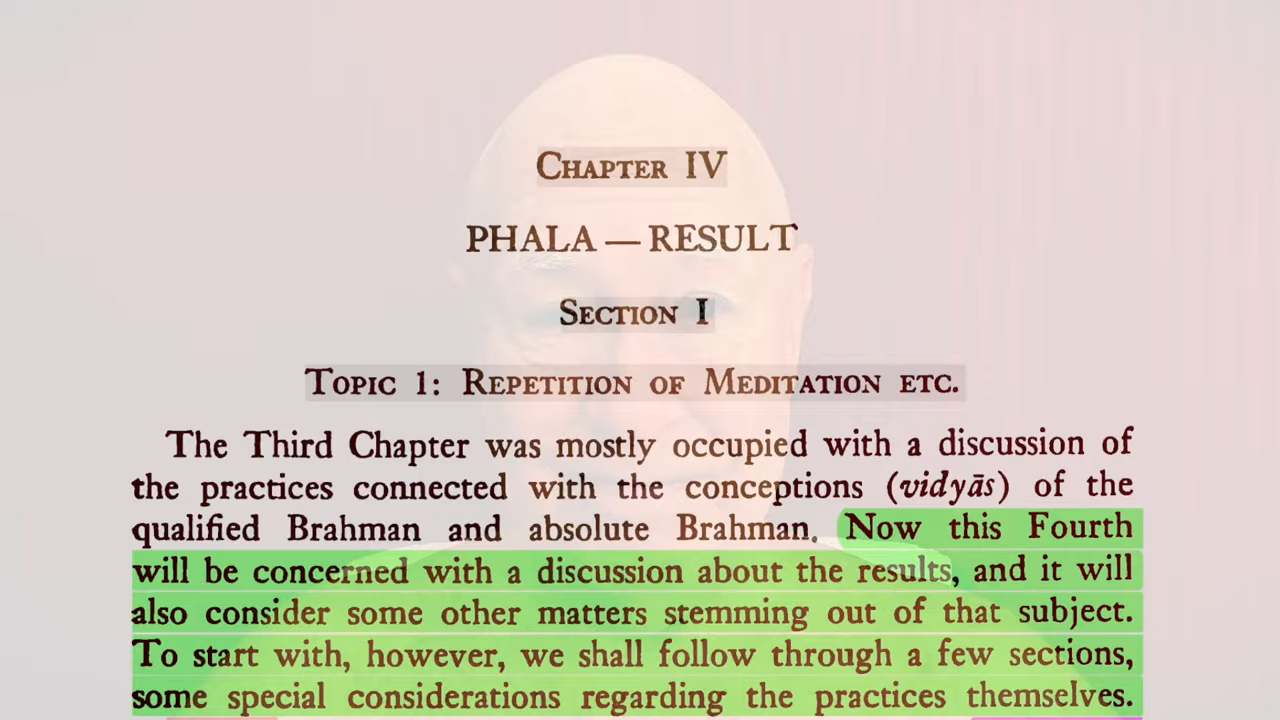 CHAPTER IV
PHALA — RESULT
SECTION I
TOPIC 1: REPETITION OF MEDITATION ETC.
The Third Chapter was mostly occupied with a discussion of
the practices connected with the conceptions (vidyās) of the
qualified Brahman and absolute Brahman. Now this Fourth
will be concerned with a discussion about the results, and it will
also consider some other matters stemming out of that subject.
To start with, however, we shall follow through a few sections,
some special considerations regarding the practices themselves.